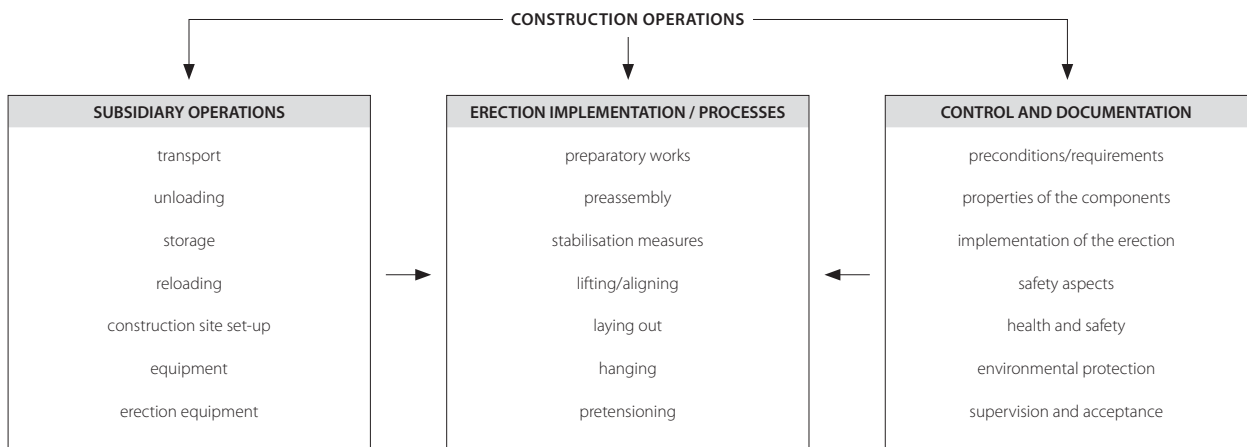 CONSTRUCTION OPERATIONS
SUBSIDIARY OPERATIONS
transport
unloading
storage
reloading
construction site set-up
equipment
erection equipment
ERECTION IMPLEMENTATION / PROCESSES
preparatory works
preassembly
stabilisation measures
lifting/aligning
laying out
hanging
pretensioning
CONTROL AND DOCUMENTATION
preconditions/requirements
properties of the components
implementation of the erection
safety aspects
health and safety
environmental protection
supervision and acceptance